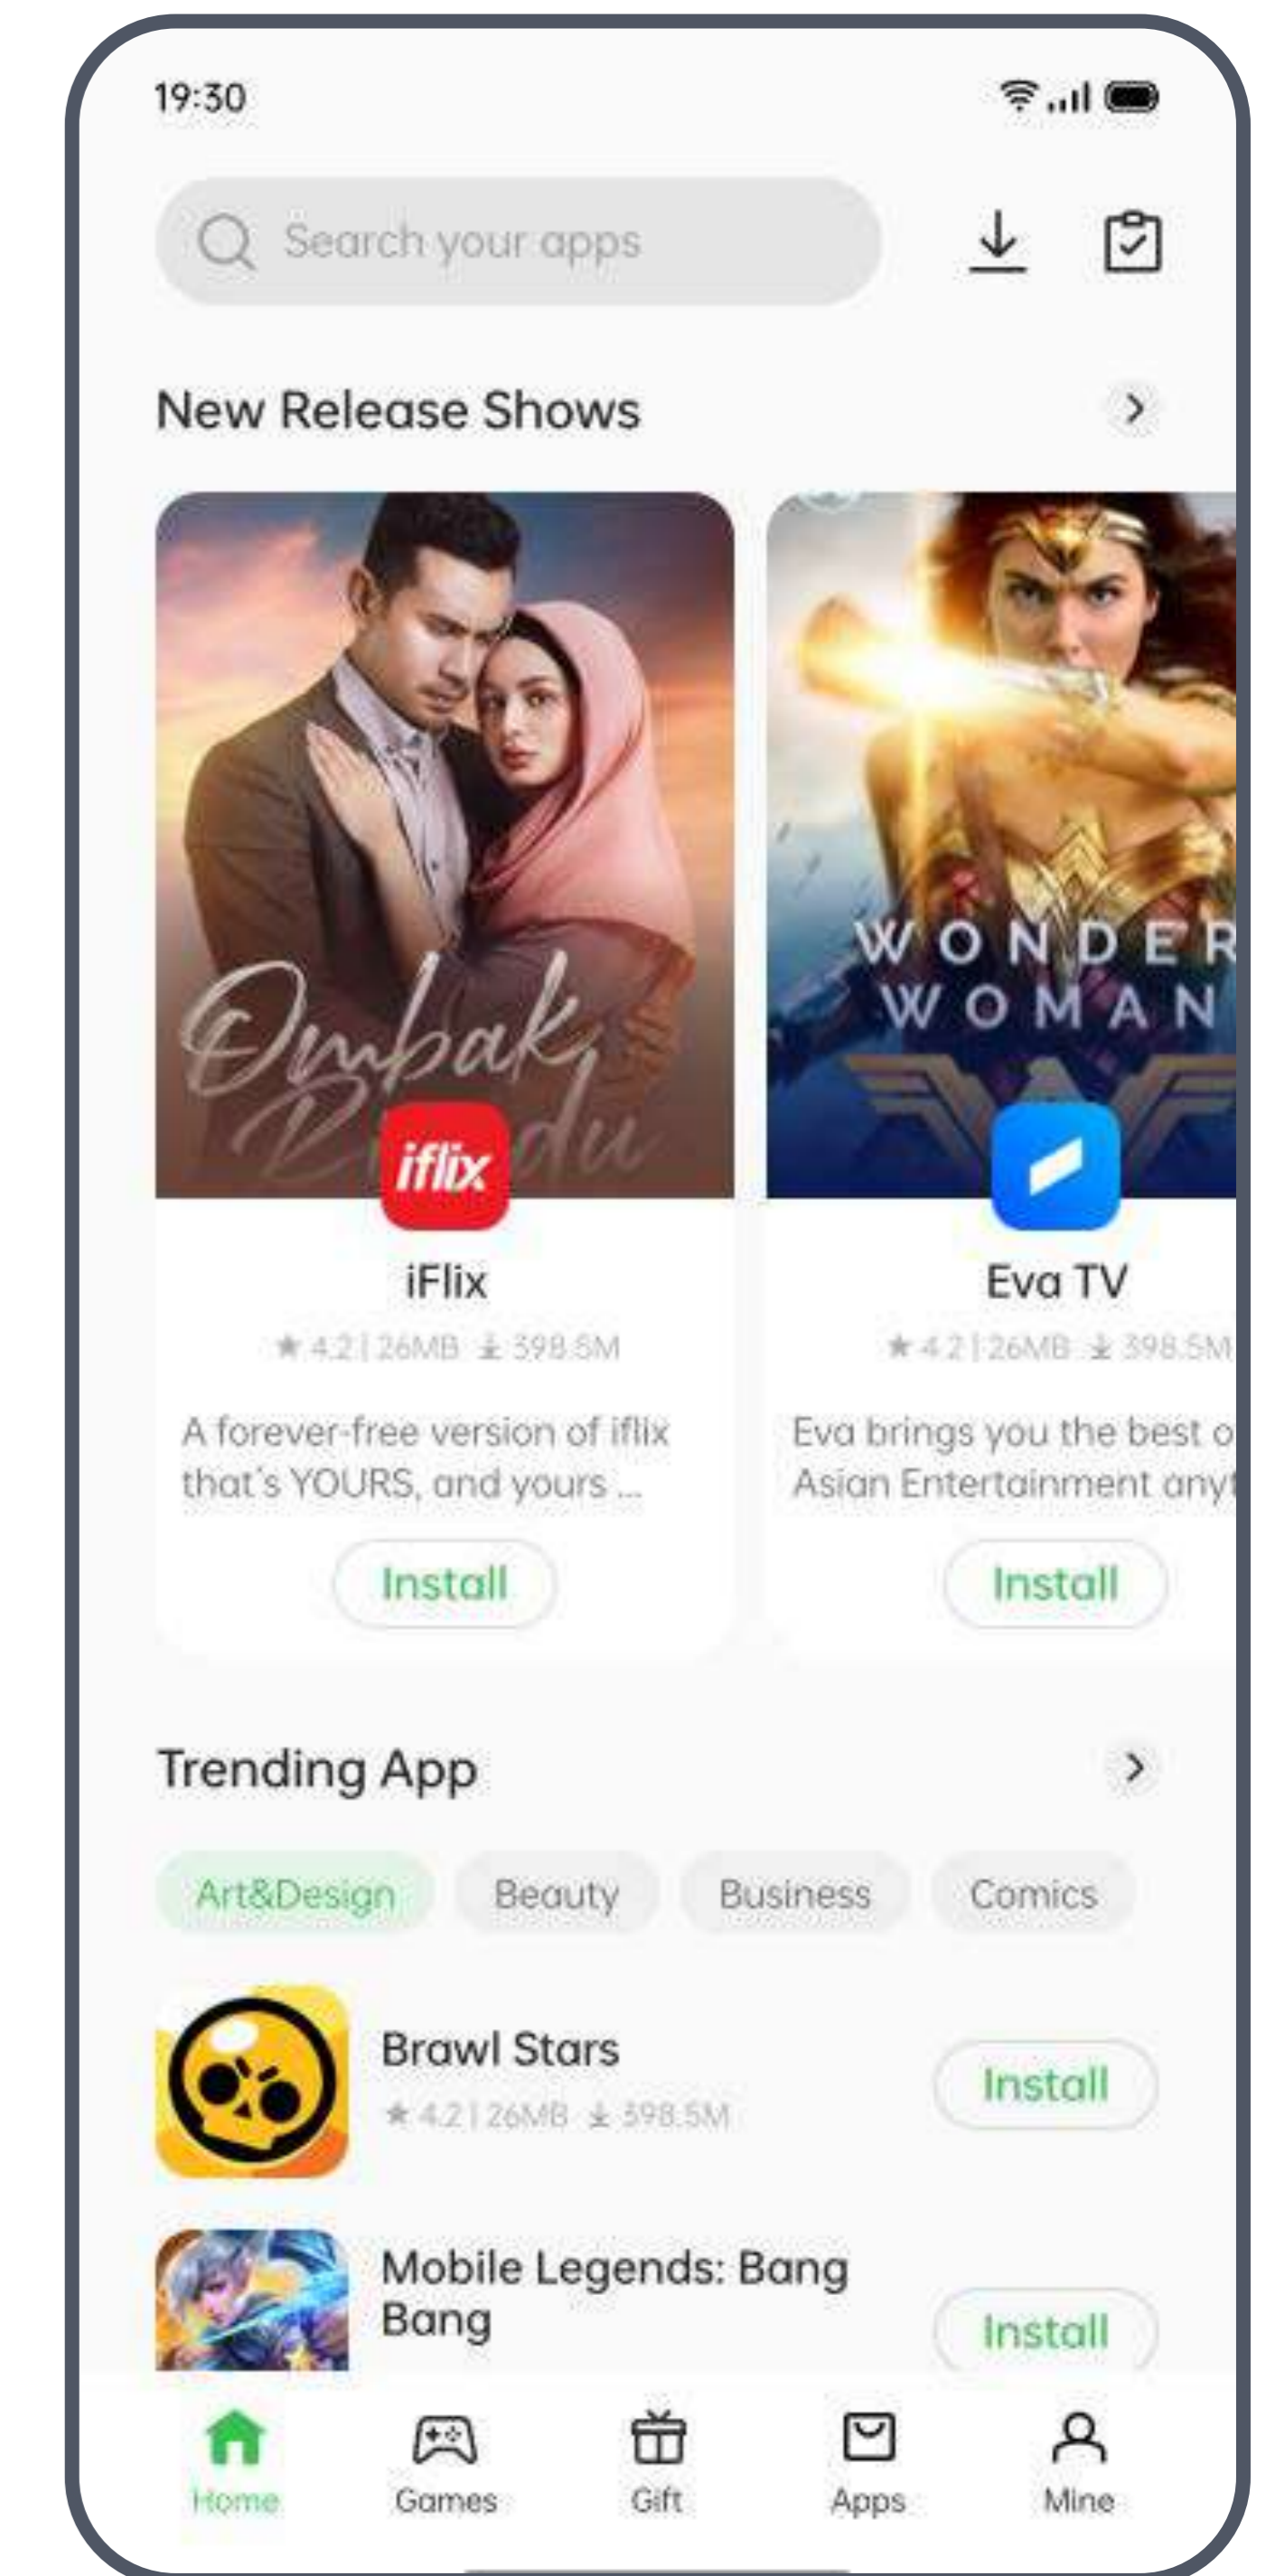 19:30
Search your apps
New Release Shows
Ombak
WONDER
WOMAN
iflix
iFlix
Eva TV
4.2 | 26MB 398.5M
4.2 | 26MB 398.5M
A forever-free version of iflix
that's YOURS, and yours ...
Eva brings you the best o
Asian Entertainment anyt
Install
Install
Trending App
Art&Design
Beauty
Business
Comics
Brawl Stars
4.2 | 26MB 398.5M
Install
Mobile Legends: Bang
Bang
Install
Home
Games
Gift
Apps
Mine